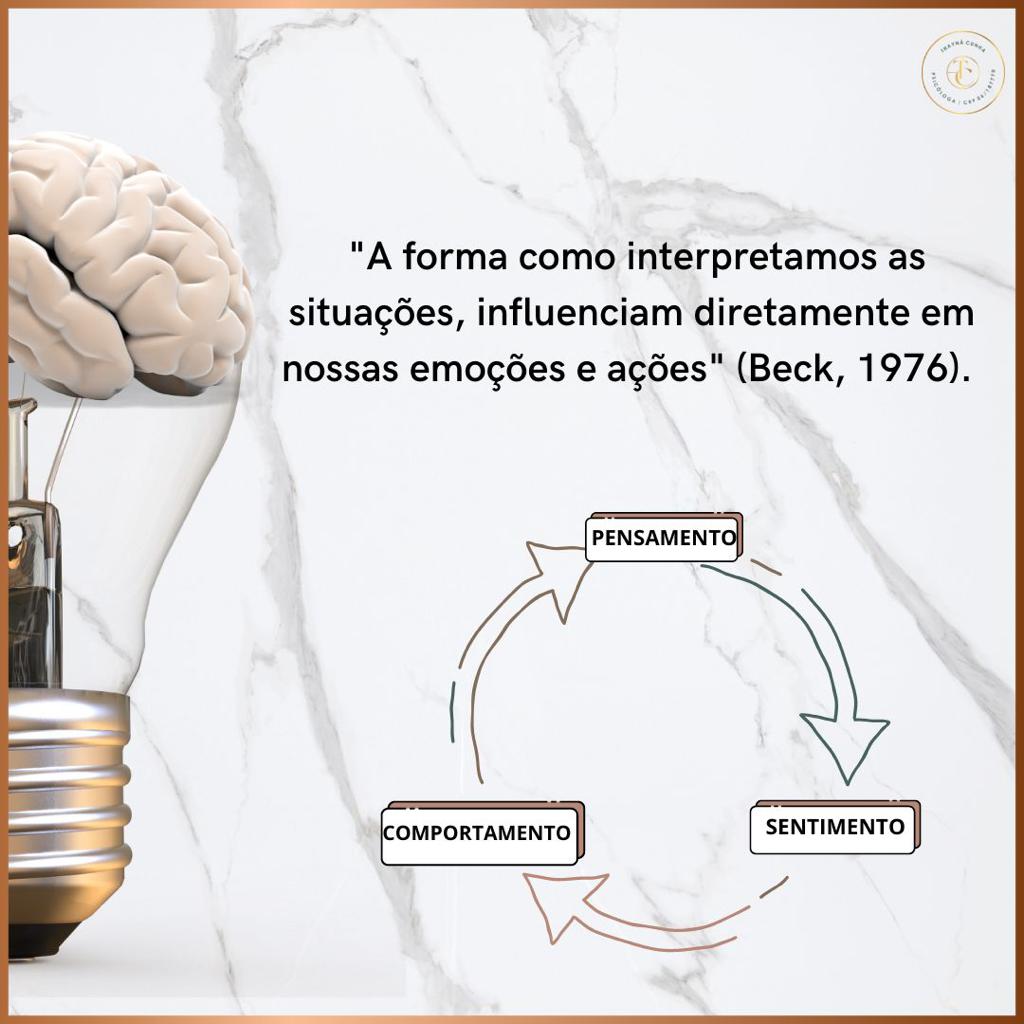 THAYNÁ CUNHA
PSICÓLOGA | CRP
"A forma como interpretamos as
situações, influenciam diretamente em
nossas emoções e ações" (Beck, 1976).
PENSAMENTO
COMPORTAMENTO
SENTIMENTO